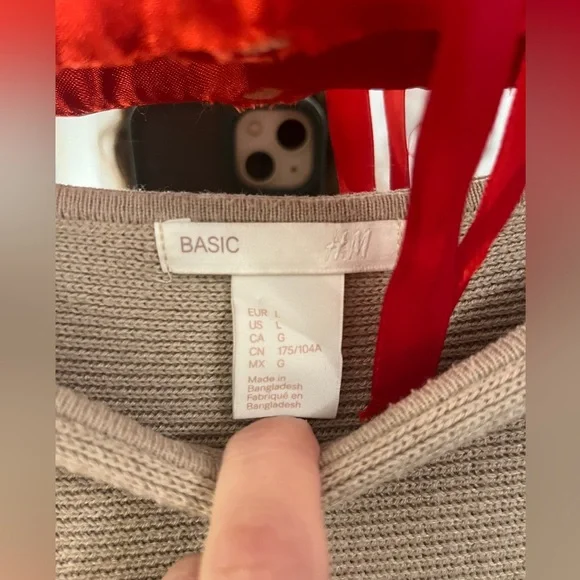 BASIC H&M
EUR L
US L
CA G
CN 175/104A
MX G
Made in
Bangladesh
Fabriqué en
Bangladesh